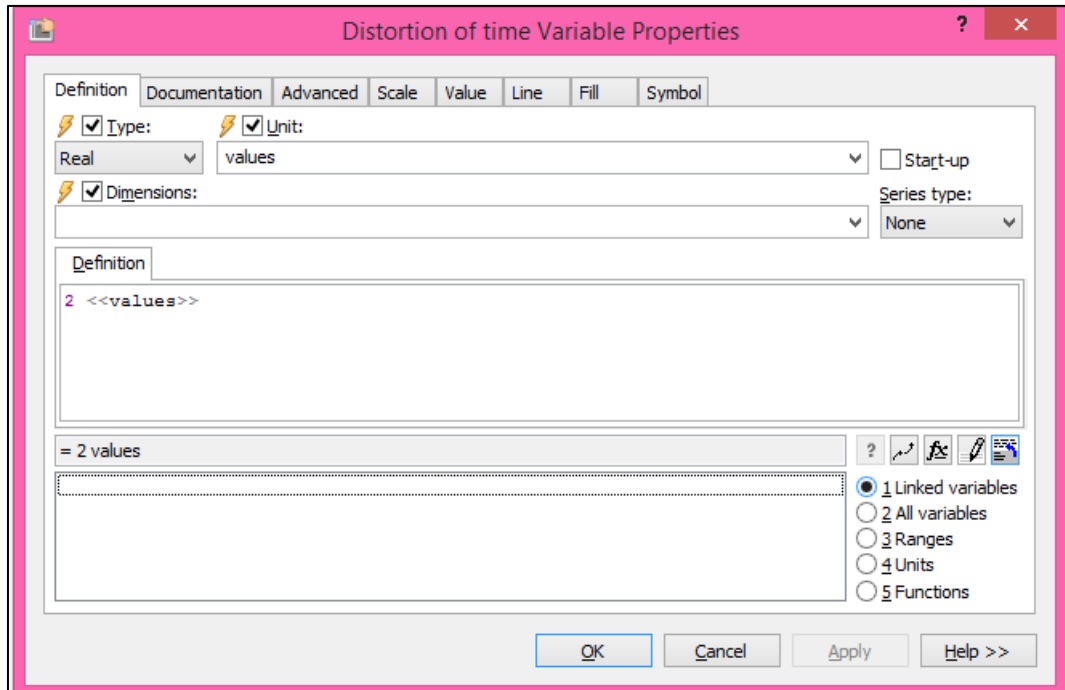 Distortion of time Variable Properties ? ×
Definition Documentation Advanced Scale Value Line Fill Symbol
Type: Unit:
Real values Start-up
Dimensions: Series type:
None
Definition
2 <<values>>
= 2 values ? fx
1 Linked variables
2 All variables
3 Ranges
4 Units
5 Functions
OK Cancel Apply Help >>